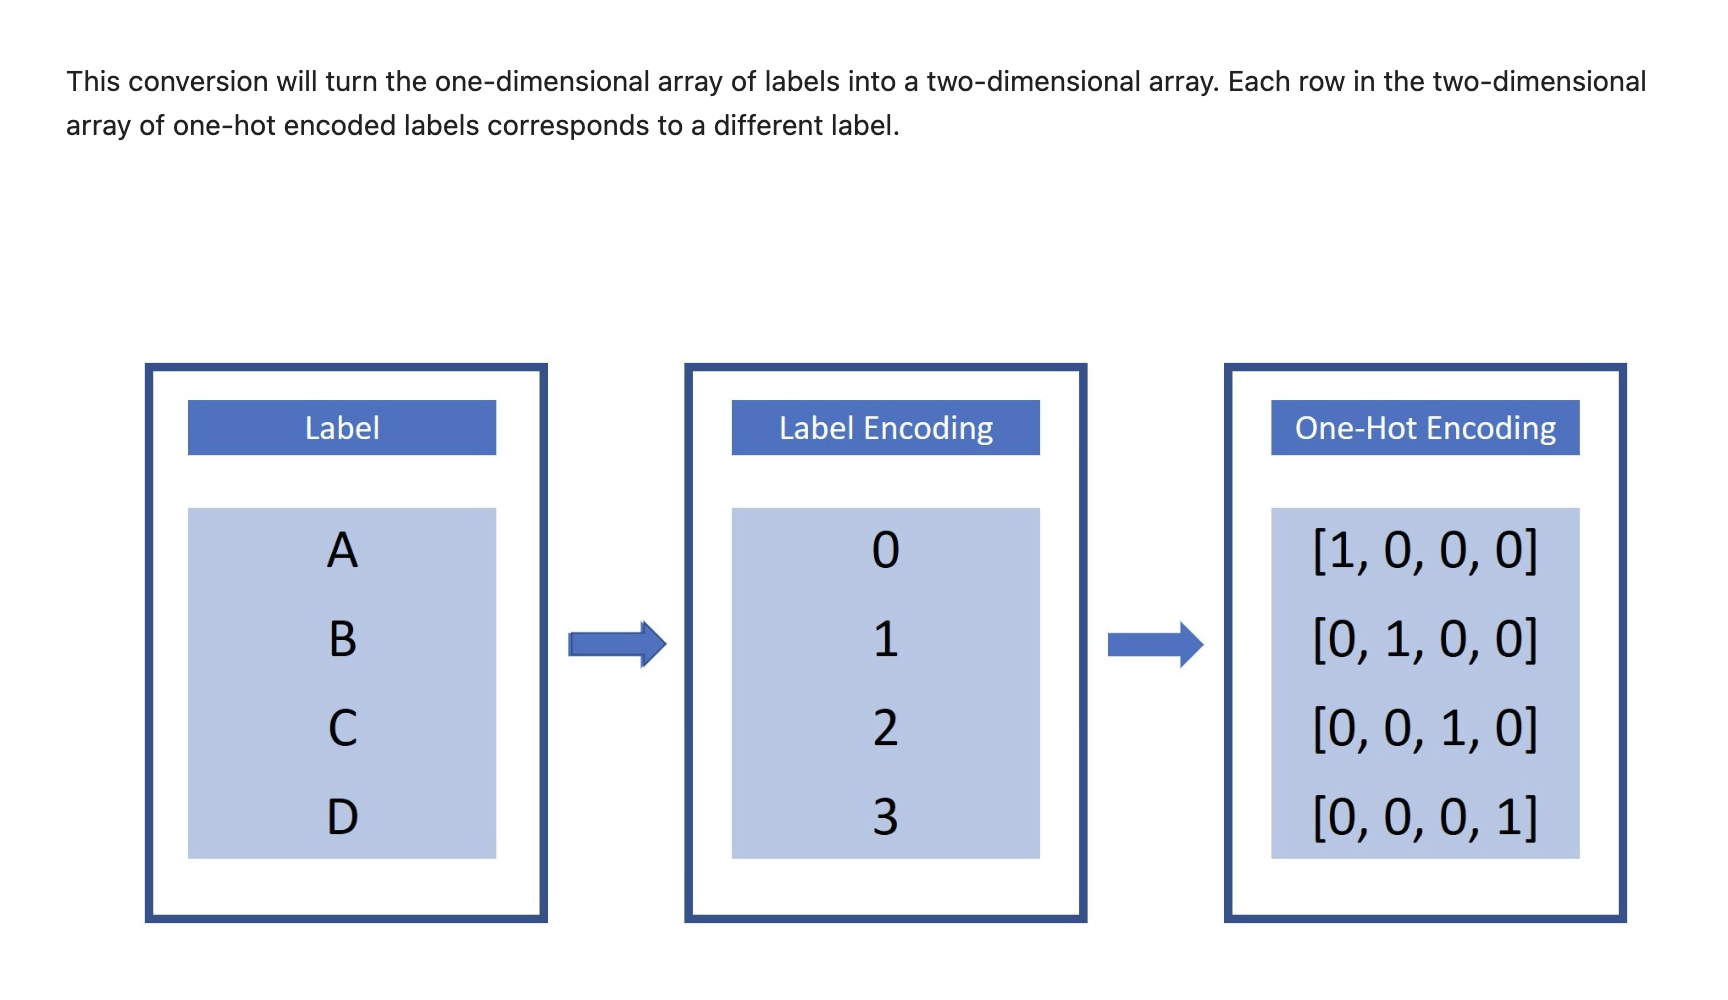 This conversion will turn the one-dimensional array of labels into a two-dimensional array. Each row in the two-dimensional
array of one-hot encoded labels corresponds to a different label.
Label
A
B
C
D
Label Encoding
0
1
2
3
One-Hot Encoding
[1, 0, 0, 0]
[0, 1, 0, 0]
[0, 0, 1, 0]
[0, 0, 0, 1]